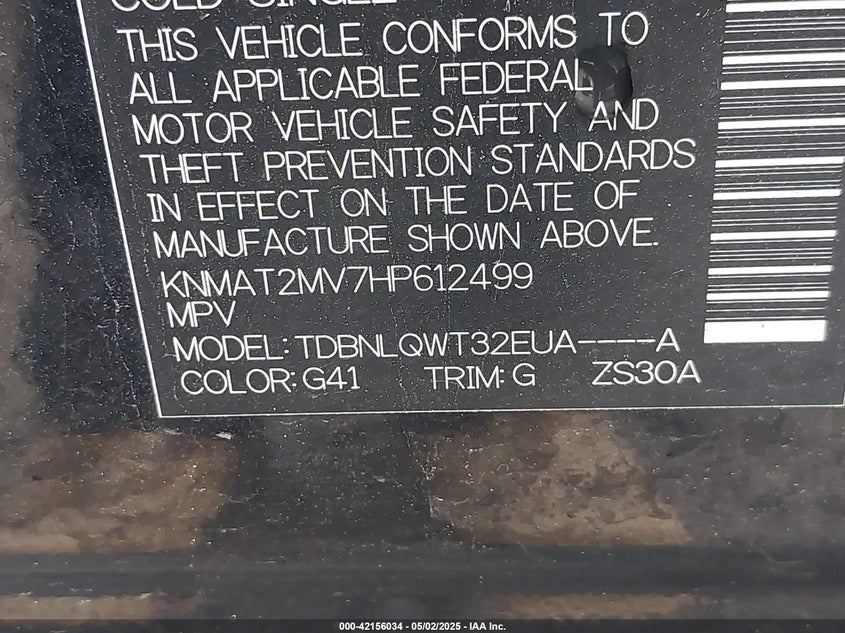 COLD SINGLE
THIS VEHICLE CONFORMS TO
ALL APPLICABLE FEDERAL
MOTOR VEHICLE SAFETY AND
THEFT PREVENTION STANDARDS
IN EFFECT ON THE DATE OF
MANUFACTURE SHOWN ABOVE.
KNMAT2MV7HP612499
MPV
MODEL: TDBNLQWT32EUA----A
COLOR: G41 TRIM: G ZS30A
000-42156034 - 05/02/2025 - IAA Inc.